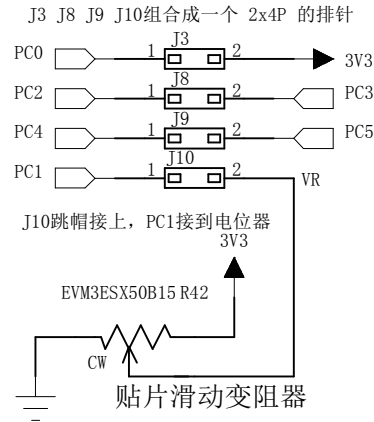 J3 J8 J9 J10组合成一个 2x4P 的排针
J3
PC0 1 2 3V3
J8
PC2 1 2 PC3
J9
PC4 1 2 PC5
J10
PC1 1 2 VR
J10跳帽接上，PC1接到电位器
3V3
EVM3ESX50B15 R42
CW
贴片滑动变阻器